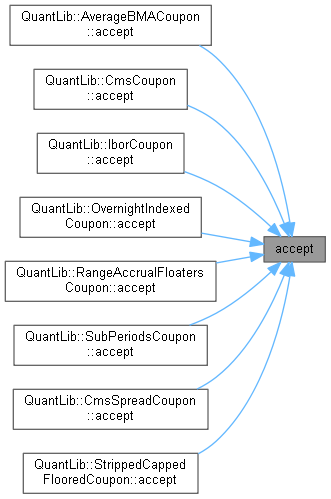 QuantLib::AverageBMACoupon
::accept
QuantLib::CmsCoupon
::accept
QuantLib::IborCoupon
::accept
QuantLib::OvernightIndexed
Coupon::accept
accept
QuantLib::RangeAccrualFloaters
Coupon::accept
QuantLib::SubPeriodsCoupon
::accept
QuantLib::CmsSpreadCoupon
::accept
QuantLib::StrippedCapped
FlooredCoupon::accept